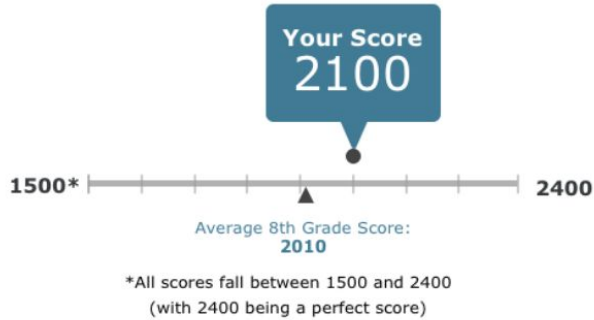 Your Score
2100
1500*
2400
Average 8th Grade Score:
2010
*All scores fall between 1500 and 2400
(with 2400 being a perfect score)